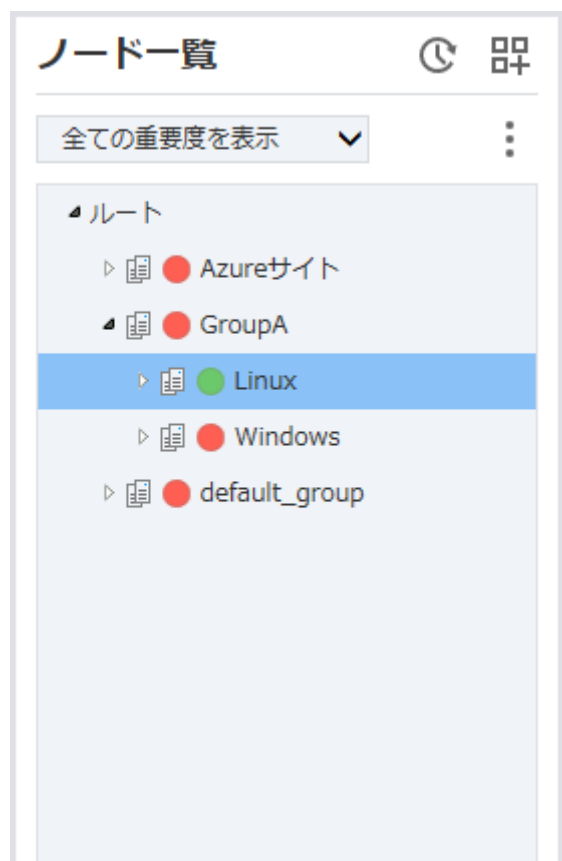 ノード一覧
全ての重要度を表示
ルート
Azureサイト
GroupA
Linux
Windows
default_group